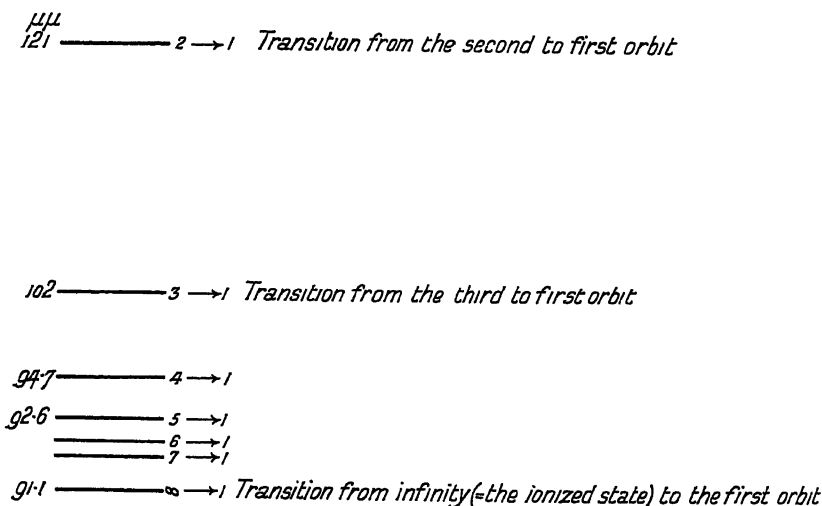 μμ
121 2 → 1 Transition from the second to first orbit
102 3 → 1 Transition from the third to first orbit
94·7 4 → 1
92·6 5 → 1
6 → 1
7 → 1
91·1 ∞ → 1 Transition from infinity (= the ionized state) to the first orbit